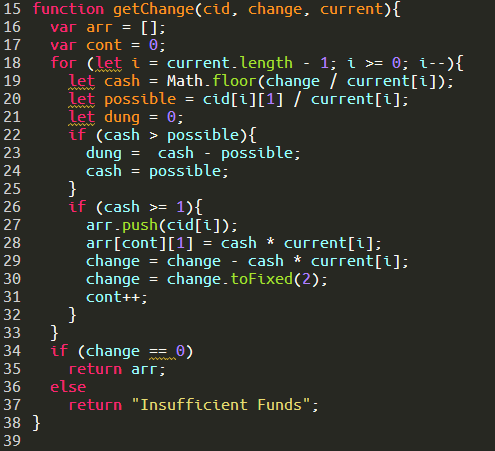 15 function getChange(cid, change, current){
16   var arr = [];
17   var cont = 0;
18   for (let i = current.length - 1; i >= 0; i--){
19     let cash = Math.floor(change / current[i]);
20     let possible = cid[i][1] / current[i];
21     let dung = 0;
22     if (cash > possible){
23       dung =  cash - possible;
24       cash = possible;
25     }
26     if (cash >= 1){
27       arr.push(cid[i]);
28       arr[cont][1] = cash * current[i];
29       change = change - cash * current[i];
30       change = change.toFixed(2);
31       cont++;
32     }
33   }
34   if (change == 0)
35     return arr;
36   else
37     return "Insufficient Funds";
38 }
39